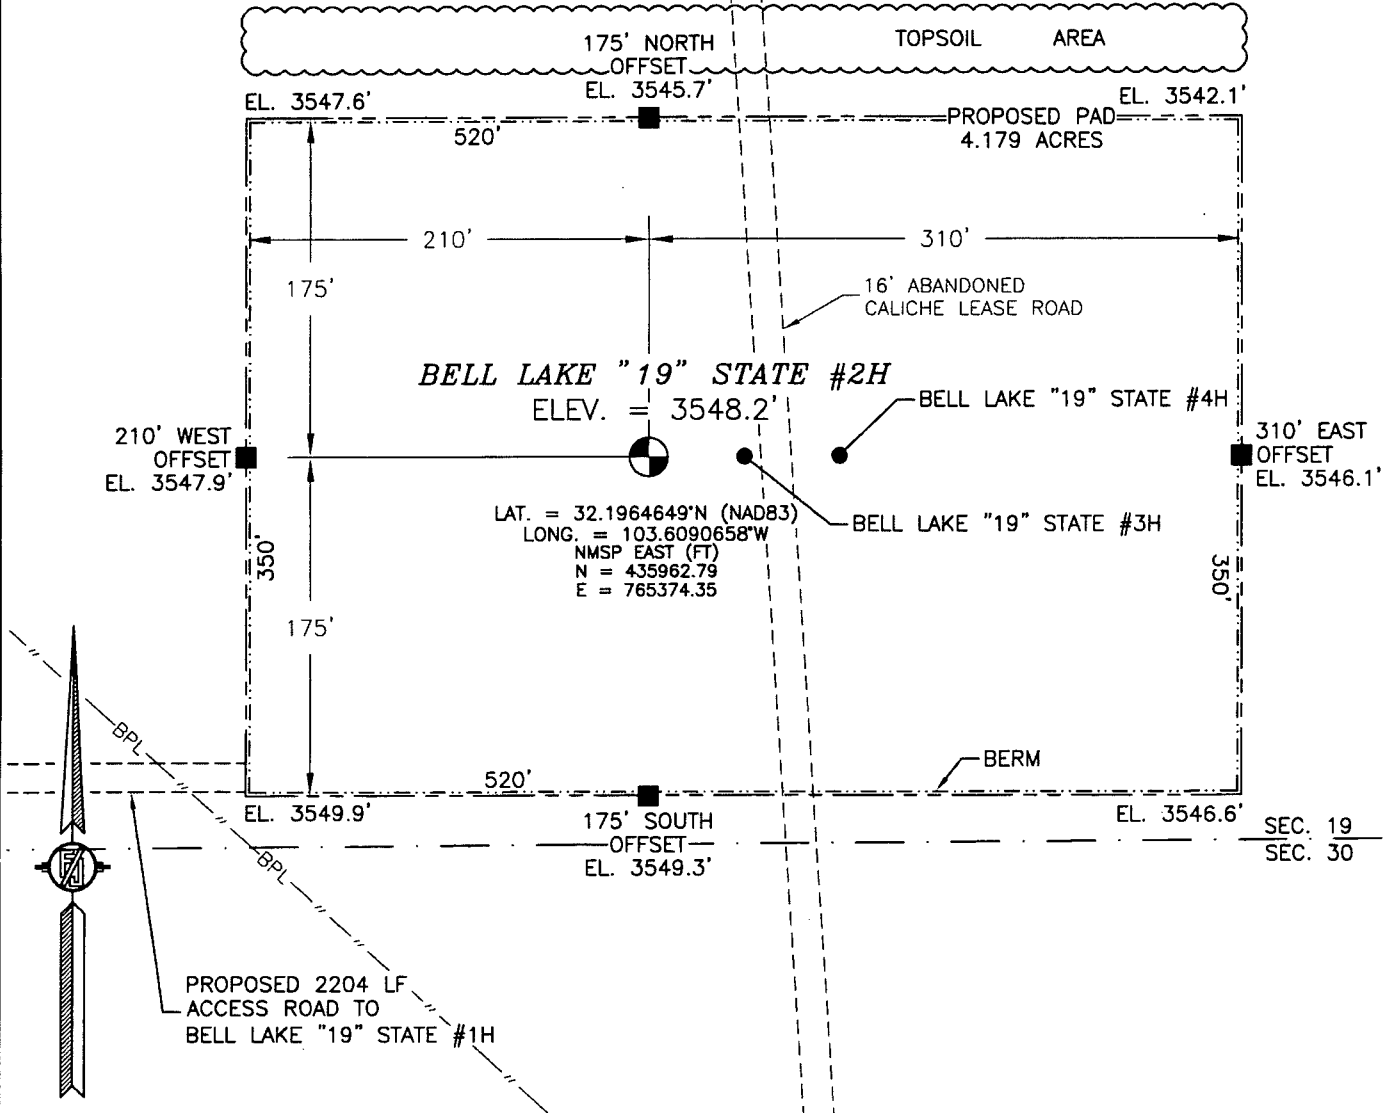 TOPSOIL AREA
175' NORTH
OFFSET
EL. 3545.7'
EL. 3547.6'
EL. 3542.1'
520'
PROPOSED PAD
4.179 ACRES
210'
310'
175'
16' ABANDONED
CALICHE LEASE ROAD
BELL LAKE "19" STATE #2H
ELEV. = 3548.2'
BELL LAKE "19" STATE #4H
210' WEST
OFFSET
EL. 3547.9'
310' EAST
OFFSET
EL. 3546.1'
LAT. = 32.1964649°N (NAD83)
LONG. = 103.6090658°W
NMSP EAST (FT)
N = 435962.79
E = 765374.35
BELL LAKE "19" STATE #3H
350'
350'
175'
BPL
520'
BERM
EL. 3549.9'
175' SOUTH
OFFSET
EL. 3549.3'
EL. 3546.6'
SEC. 19
SEC. 30
BPL
PROPOSED 2204 LF
ACCESS ROAD TO
BELL LAKE "19" STATE #1H